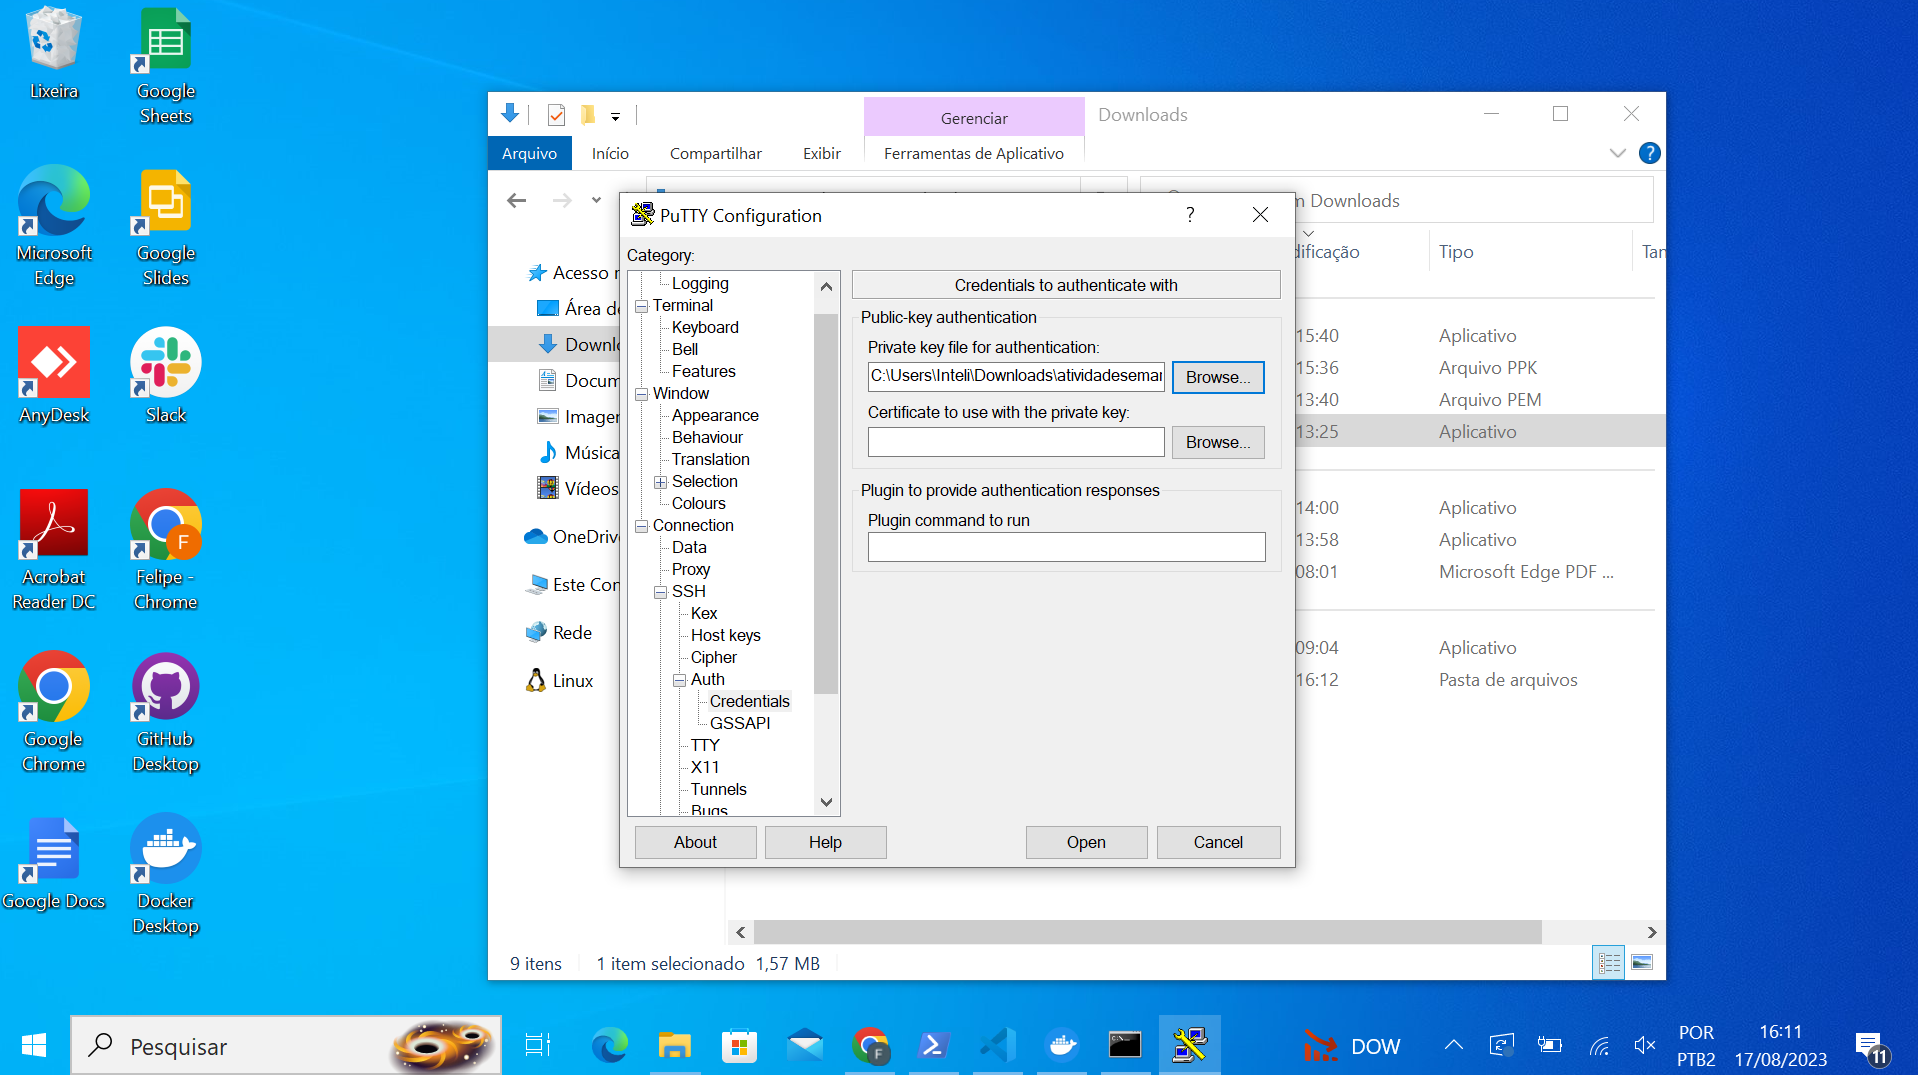 Lixeira
Google
Sheets
Microsoft
Edge
Google
Slides
AnyDesk
Slack
Acrobat
Reader DC
Felipe -
Chrome
Google
Chrome
GitHub
Desktop
Google Docs
Docker
Desktop
Gerenciar
Downloads
Arquivo
Início
Compartilhar
Exibir
Ferramentas de Aplicativo
Downloads
Tipo
Acesso
Área
Imagen
Música
Vídeos
OneDrive
Este
Rede
Linux
15:40 Aplicativo
15:36 Arquivo PPK
13:40 Arquivo PEM
13:25 Aplicativo
14:00 Aplicativo
13:58 Aplicativo
08:01 Microsoft Edge PDF ...
09:04 Aplicativo
16:12 Pasta de arquivos
9 itens
1 item selecionado 1,57 MB
PuTTY Configuration
?
Category:
Logging
Terminal
Keyboard
Bell
Features
Window
Appearance
Behaviour
Translation
Selection
Colours
Connection
Data
Proxy
SSH
Kex
Host keys
Cipher
Auth
Credentials
GSSAPI
TTY
X11
Tunnels
Bugs
Credentials to authenticate with
Public-key authentication
Private key file for authentication:
C:\Users\Inteli\Downloads\atividadesemar
Browse...
Certificate to use with the private key:
Browse...
Plugin to provide authentication responses
Plugin command to run
About
Help
Open
Cancel
Pesquisar
F
DOW
POR
PTB2
16:11
17/08/2023
11